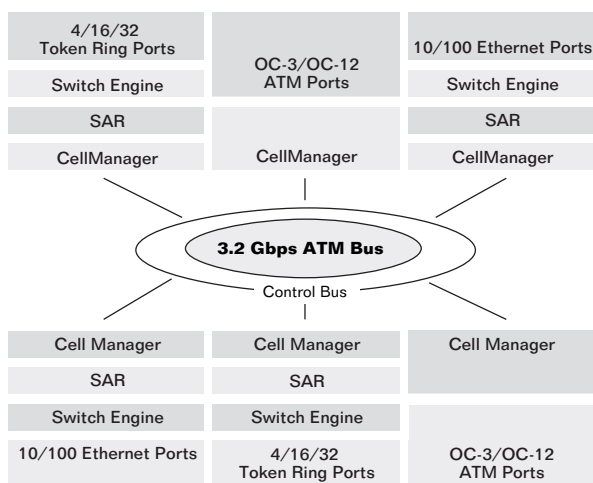 4/16/32
Token Ring Ports
Switch Engine
SAR
CellManager
OC-3/OC-12
ATM Ports
CellManager
10/100 Ethernet Ports
Switch Engine
SAR
CellManager
3.2 Gbps ATM Bus
Control Bus
Cell Manager
SAR
Switch Engine
10/100 Ethernet Ports
Cell Manager
SAR
Switch Engine
4/16/32
Token Ring Ports
Cell Manager
OC-3/OC-12
ATM Ports